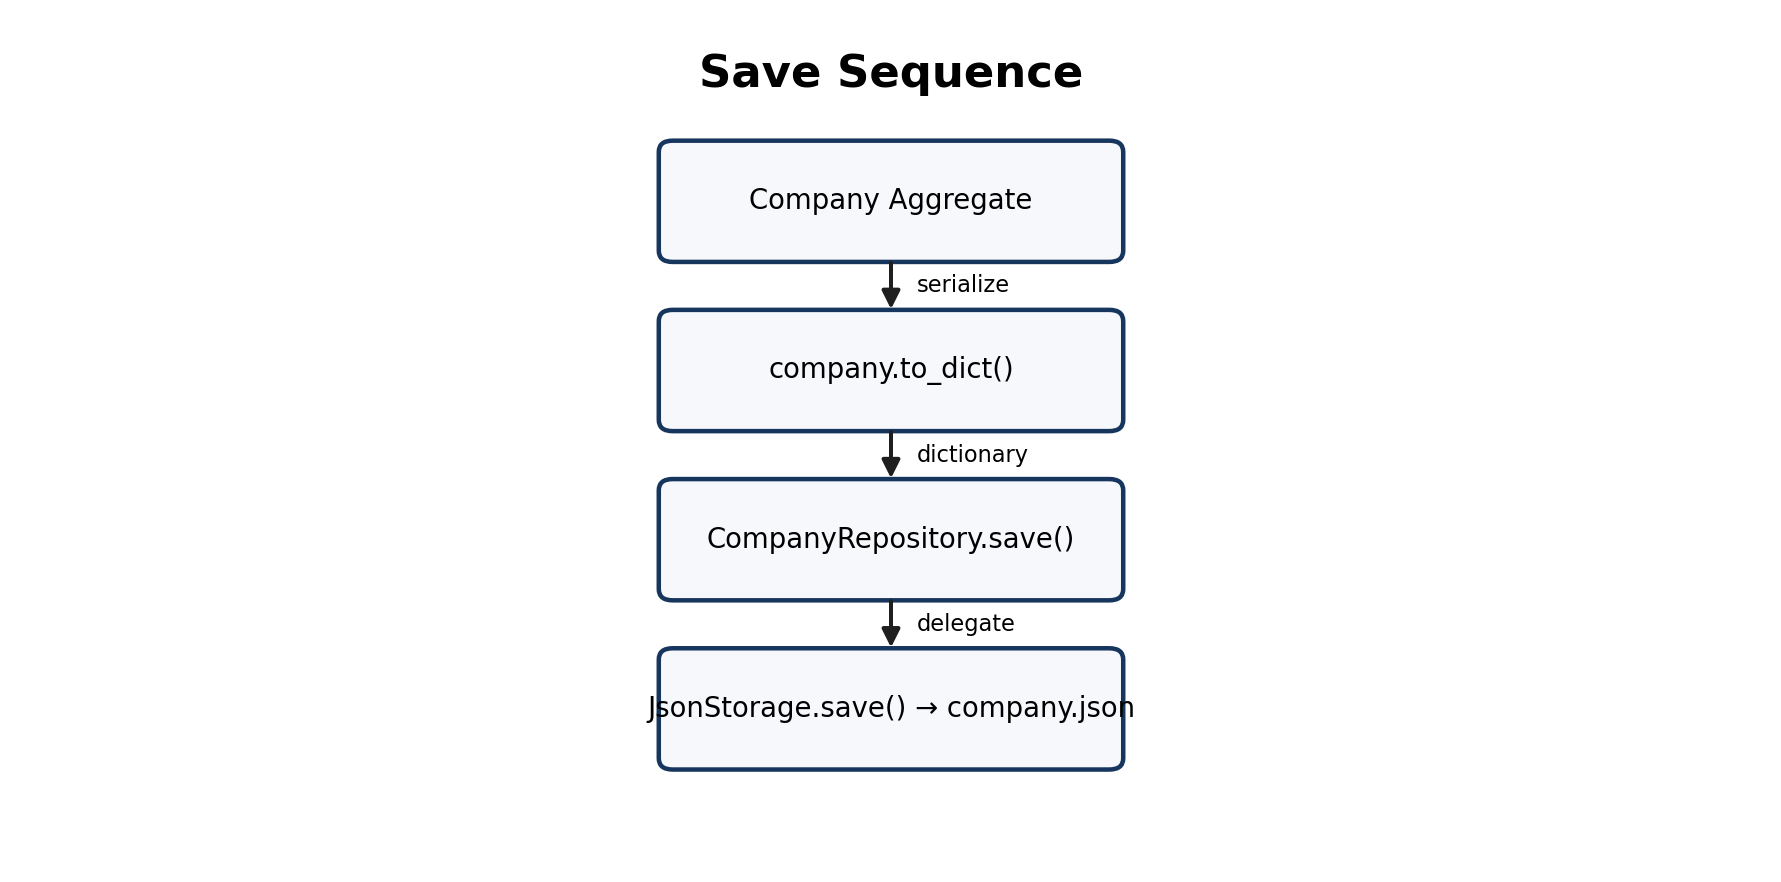 Save Sequence
Company Aggregate
serialize
company.to_dict()
dictionary
CompanyRepository.save()
delegate
JsonStorage.save() → company.json